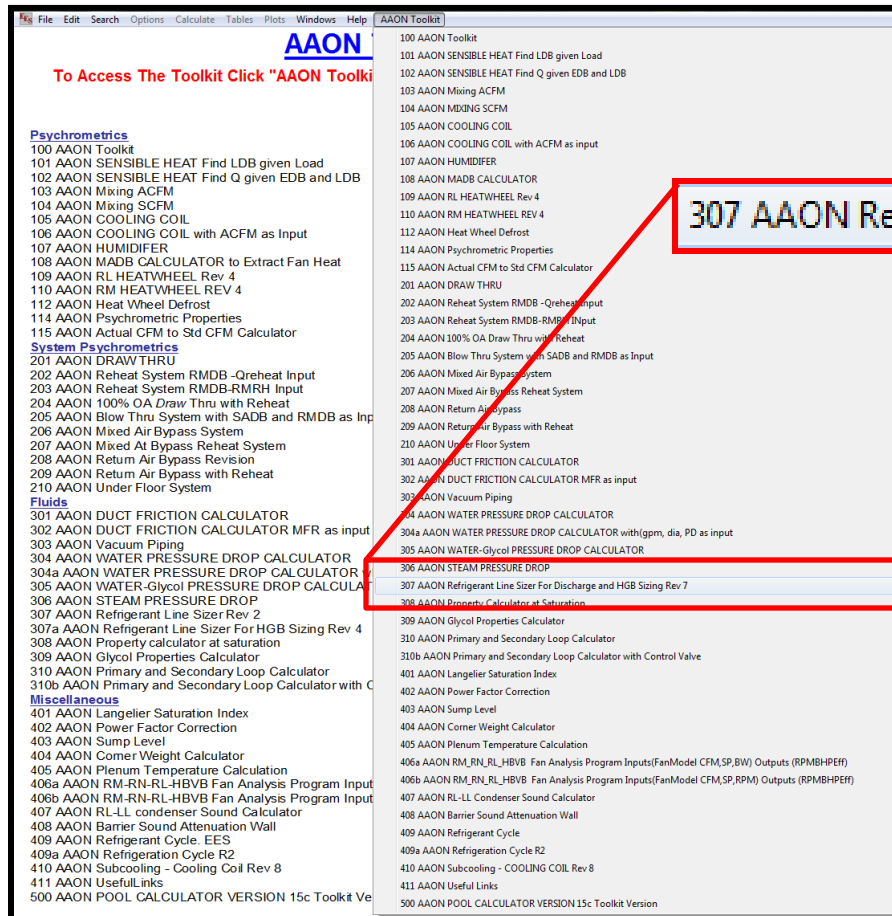 File Edit Search Options Calculate Tables Plots Windows Help AAON Toolkit
AAON
To Access The Toolkit Click "AAON Toolki
Psychrometrics
100 AAON Toolkit
101 AAON SENSIBLE HEAT Find LDB given Load
102 AAON SENSIBLE HEAT Find Q given EDB and LDB
103 AAON Mixing ACFM
104 AAON Mixing SCFM
105 AAON COOLING COIL
106 AAON COOLING COIL with ACFM as Input
107 AAON HUMIDIFER
108 AAON MADB CALCULATOR to Extract Fan Heat
109 AAON RL HEATWHEEL Rev 4
110 AAON RM HEATWHEEL REV 4
112 AAON Heat Wheel Defrost
114 AAON Psychrometric Properties
115 AAON Actual CFM to Std CFM Calculator
System Psychrometrics
201 AAON DRAW THRU
202 AAON Reheat System RMDB -Qreheat Input
203 AAON Reheat System RMDB-RMRH Input
204 AAON 100% OA Draw Thru with Reheat
205 AAON Blow Thru System with SADB and RMDB as Inp
206 AAON Mixed Air Bypass System
207 AAON Mixed At Bypass Reheat System
208 AAON Return Air Bypass Revision
209 AAON Return Air Bypass with Reheat
210 AAON Under Floor System
Fluids
301 AAON DUCT FRICTION CALCULATOR
302 AAON DUCT FRICTION CALCULATOR MFR as input
303 AAON Vacuum Piping
304 AAON WATER PRESSURE DROP CALCULATOR
304a AAON WATER PRESSURE DROP CALCULATOR w
305 AAON WATER-Glycol PRESSURE DROP CALCULAT
306 AAON STEAM PRESSURE DROP
307 AAON Refrigerant Line Sizer Rev 2
307a AAON Refrigerant Line Sizer For HGB Sizing Rev 4
308 AAON Property calculator at saturation
309 AAON Glycol Properties Calculator
310 AAON Primary and Secondary Loop Calculator
310b AAON Primary and Secondary Loop Calculator with C
Miscellaneous
401 AAON Langelier Saturation Index
402 AAON Power Factor Correction
403 AAON Sump Level
404 AAON Corner Weight Calculator
405 AAON Plenum Temperature Calculation
406a AAON RM-RN-RL-HBVB Fan Analysis Program Input
406b AAON RM-RN-RL-HBVB Fan Analysis Program Input
407 AAON RL-LL condenser Sound Calculator
408 AAON Barrier Sound Attenuation Wall
409 AAON Refrigerant Cycle. EES
409a AAON Refrigeration Cycle R2
410 AAON Subcooling - Cooling Coil Rev 8
411 AAON UsefulLinks
500 AAON POOL CALCULATOR VERSION 15c Toolkit Ve
100 AAON Toolkit
101 AAON SENSIBLE HEAT Find LDB given Load
102 AAON SENSIBLE HEAT Find Q given EDB and LDB
103 AAON Mixing ACFM
104 AAON MIXING SCFM
105 AAON COOLING COIL
106 AAON COOLING COIL with ACFM as input
107 AAON HUMIDIFER
108 AAON MADB CALCULATOR
109 AAON RL HEATWHEEL Rev 4
110 AAON RM HEATWHEEL REV 4
112 AAON Heat Wheel Defrost
114 AAON Psychrometric Properties
115 AAON Actual CFM to Std CFM Calculator
201 AAON DRAW THRU
202 AAON Reheat System RMDB -Qreheat Input
203 AAON Reheat System RMDB-RMRH INput
204 AAON 100% OA Draw Thru with Reheat
205 AAON Blow Thru System with SADB and RMDB as Input
206 AAON Mixed Air Bypass System
207 AAON Mixed Air Bypass Reheat System
208 AAON Return Air Bypass
209 AAON Return Air Bypass with Reheat
210 AAON Under Floor System
301 AAON DUCT FRICTION CALCULATOR
302 AAON DUCT FRICTION CALCULATOR MFR as input
303 AAON Vacuum Piping
304 AAON WATER PRESSURE DROP CALCULATOR
304a AAON WATER PRESSURE DROP CALCULATOR with(gpm, dia, PD as input
305 AAON WATER-Glycol PRESSURE DROP CALCULATOR
306 AAON STEAM PRESSURE DROP
307 AAON Refrigerant Line Sizer For Discharge and HGB Sizing Rev 7
308 AAON Property Calculator at Saturation
309 AAON Glycol Properties Calculator
310 AAON Primary and Secondary Loop Calculator
310b AAON Primary and Secondary Loop Calculator with Control Valve
401 AAON Langelier Saturation Index
402 AAON Power Factor Correction
403 AAON Sump Level
404 AAON Corner Weight Calculator
405 AAON Plenum Temperature Calculation
406a AAON RM_RN_RL_HBVB Fan Analysis Program Inputs(FanModel CFM,SP,BW) Outputs (RPMBHPEff)
406b AAON RM_RN_RL_HBVB Fan Analysis Program Inputs(FanModel CFM,SP,RPM) Outputs (RPMBHPEff)
407 AAON RL-LL Condenser Sound Calculator
408 AAON Barrier Sound Attenuation Wall
409 AAON Refrigerant Cycle
409a AAON Refrigeration Cycle R2
410 AAON Subcooling - COOLING COIL Rev 8
411 AAON Useful Links
500 AAON POOL CALCULATOR VERSION 15c Toolkit Version
307 AAON Re